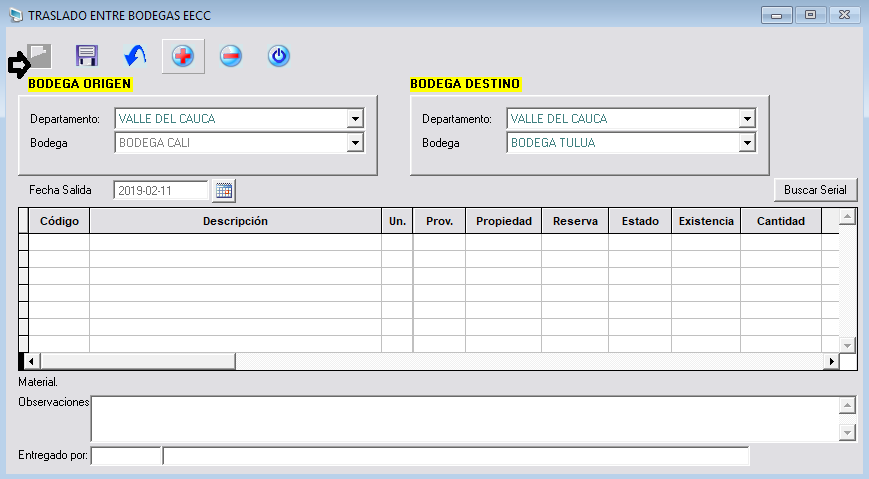 TRASLADO ENTRE BODEGAS EECC
BODEGA ORIGEN
BODEGA DESTINO
Departamento: VALLE DEL CAUCA
Departamento: VALLE DEL CAUCA
Bodega BODEGA CALI
Bodega BODEGA TULUA
Fecha Salida 2019-02-11
Buscar Serial
Código Descripción Un. Prov. Propiedad Reserva Estado Existencia Cantidad
Material.
Observaciones
Entregado por: